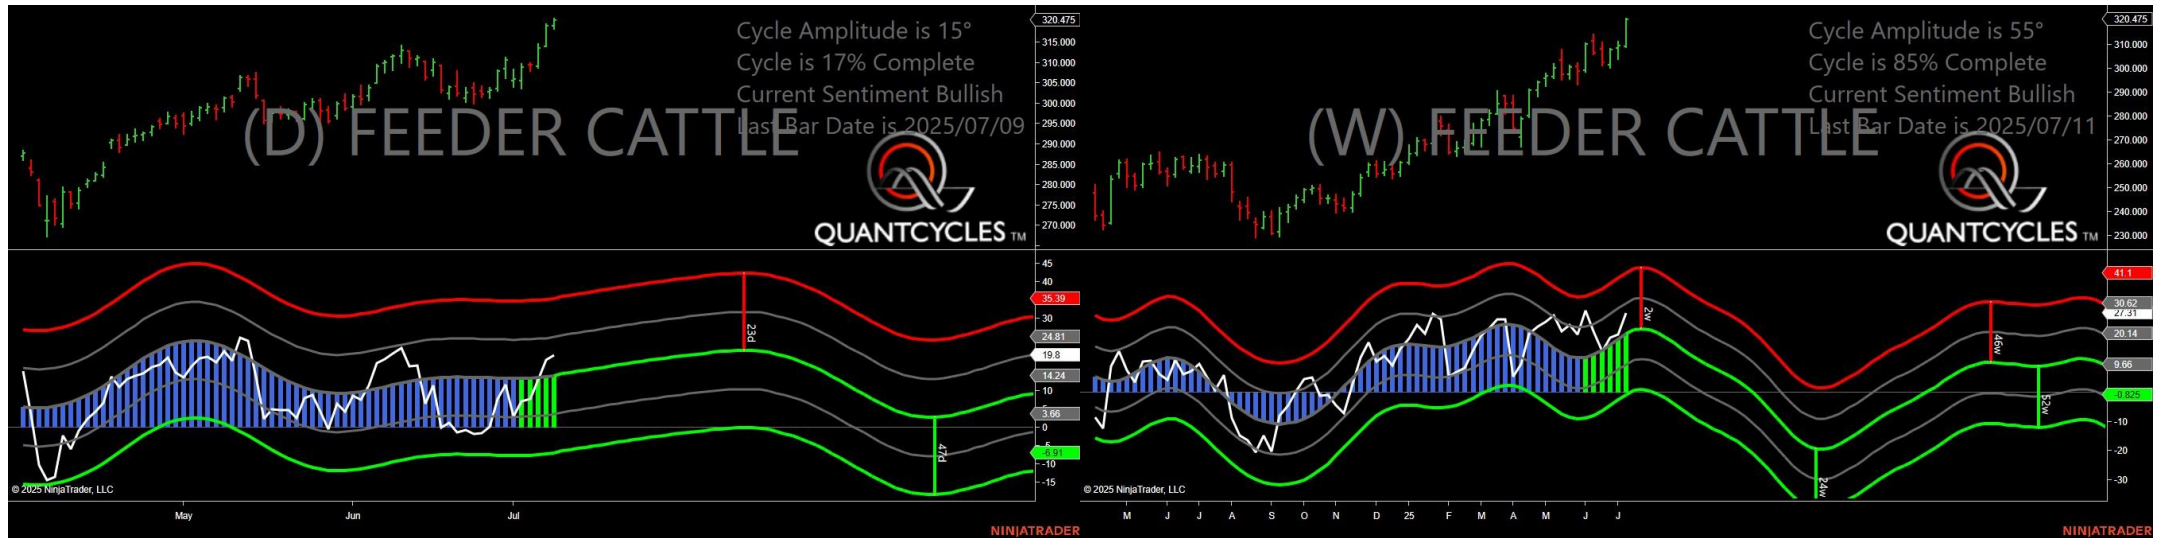 Cycle Amplitude is 15°
Cycle is 17% Complete
Current Sentiment Bullish
Last Bar Date is 2025/07/09
(D) FEEDER CATTLE
QUANTCYCLES TM
320.475
315.000
310.000
305.000
300.000
295.000
290.000
285.000
280.000
275.000
270.000
45
40
35.39
30
24.81
19.8
14.24
10
3.66
0
-5
-6.91
-10
-15
23d
47d
© 2025 NinjaTrader, LLC
May
Jun
Jul
NINJATRADER
Cycle Amplitude is 55°
Cycle is 85% Complete
Current Sentiment Bullish
Last Bar Date is 2025/07/11
(W) FEEDER CATTLE
QUANTCYCLES TM
320.475
310.000
300.000
290.000
280.000
270.000
260.000
250.000
240.000
230.000
41.1
30.62
27.31
20.14
9.66
-0.825
-10
-20
-30
2w
46w
52w
24w
© 2025 NinjaTrader, LLC
M
J
J
A
S
O
N
D
25
F
M
A
M
J
J
NINJATRADER